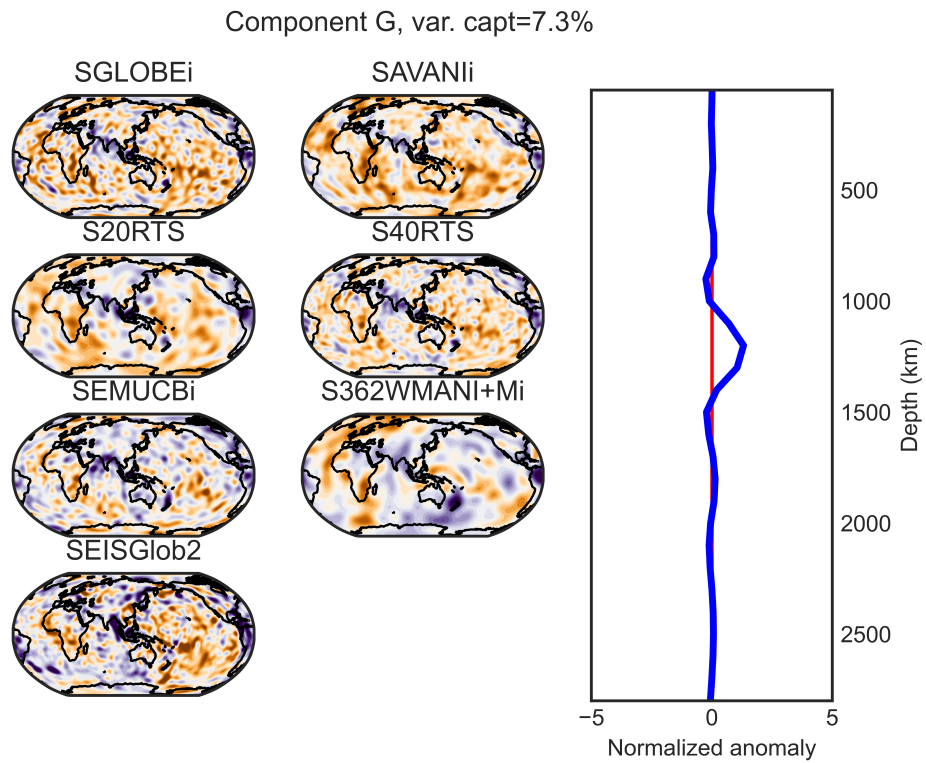 Component G, var. capt=7.3%
SGLOBEi
SAVANIi
S20RTS
S40RTS
SEMUCBi
S362WMANI+Mi
SEISGlob2
500
1000
1500
2000
2500
Depth (km)
−5
0
5
Normalized anomaly